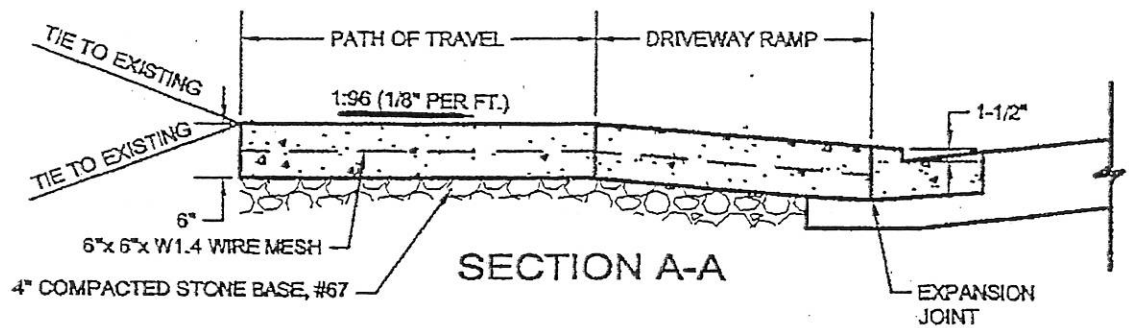 TIE TO EXISTING
PATH OF TRAVEL
DRIVEWAY RAMP
1:96 (1/8" PER FT.)
1-1/2"
TIE TO EXISTING
6"
6"x 6"x W1.4 WIRE MESH
SECTION A-A
4" COMPACTED STONE BASE, #67
EXPANSION
JOINT